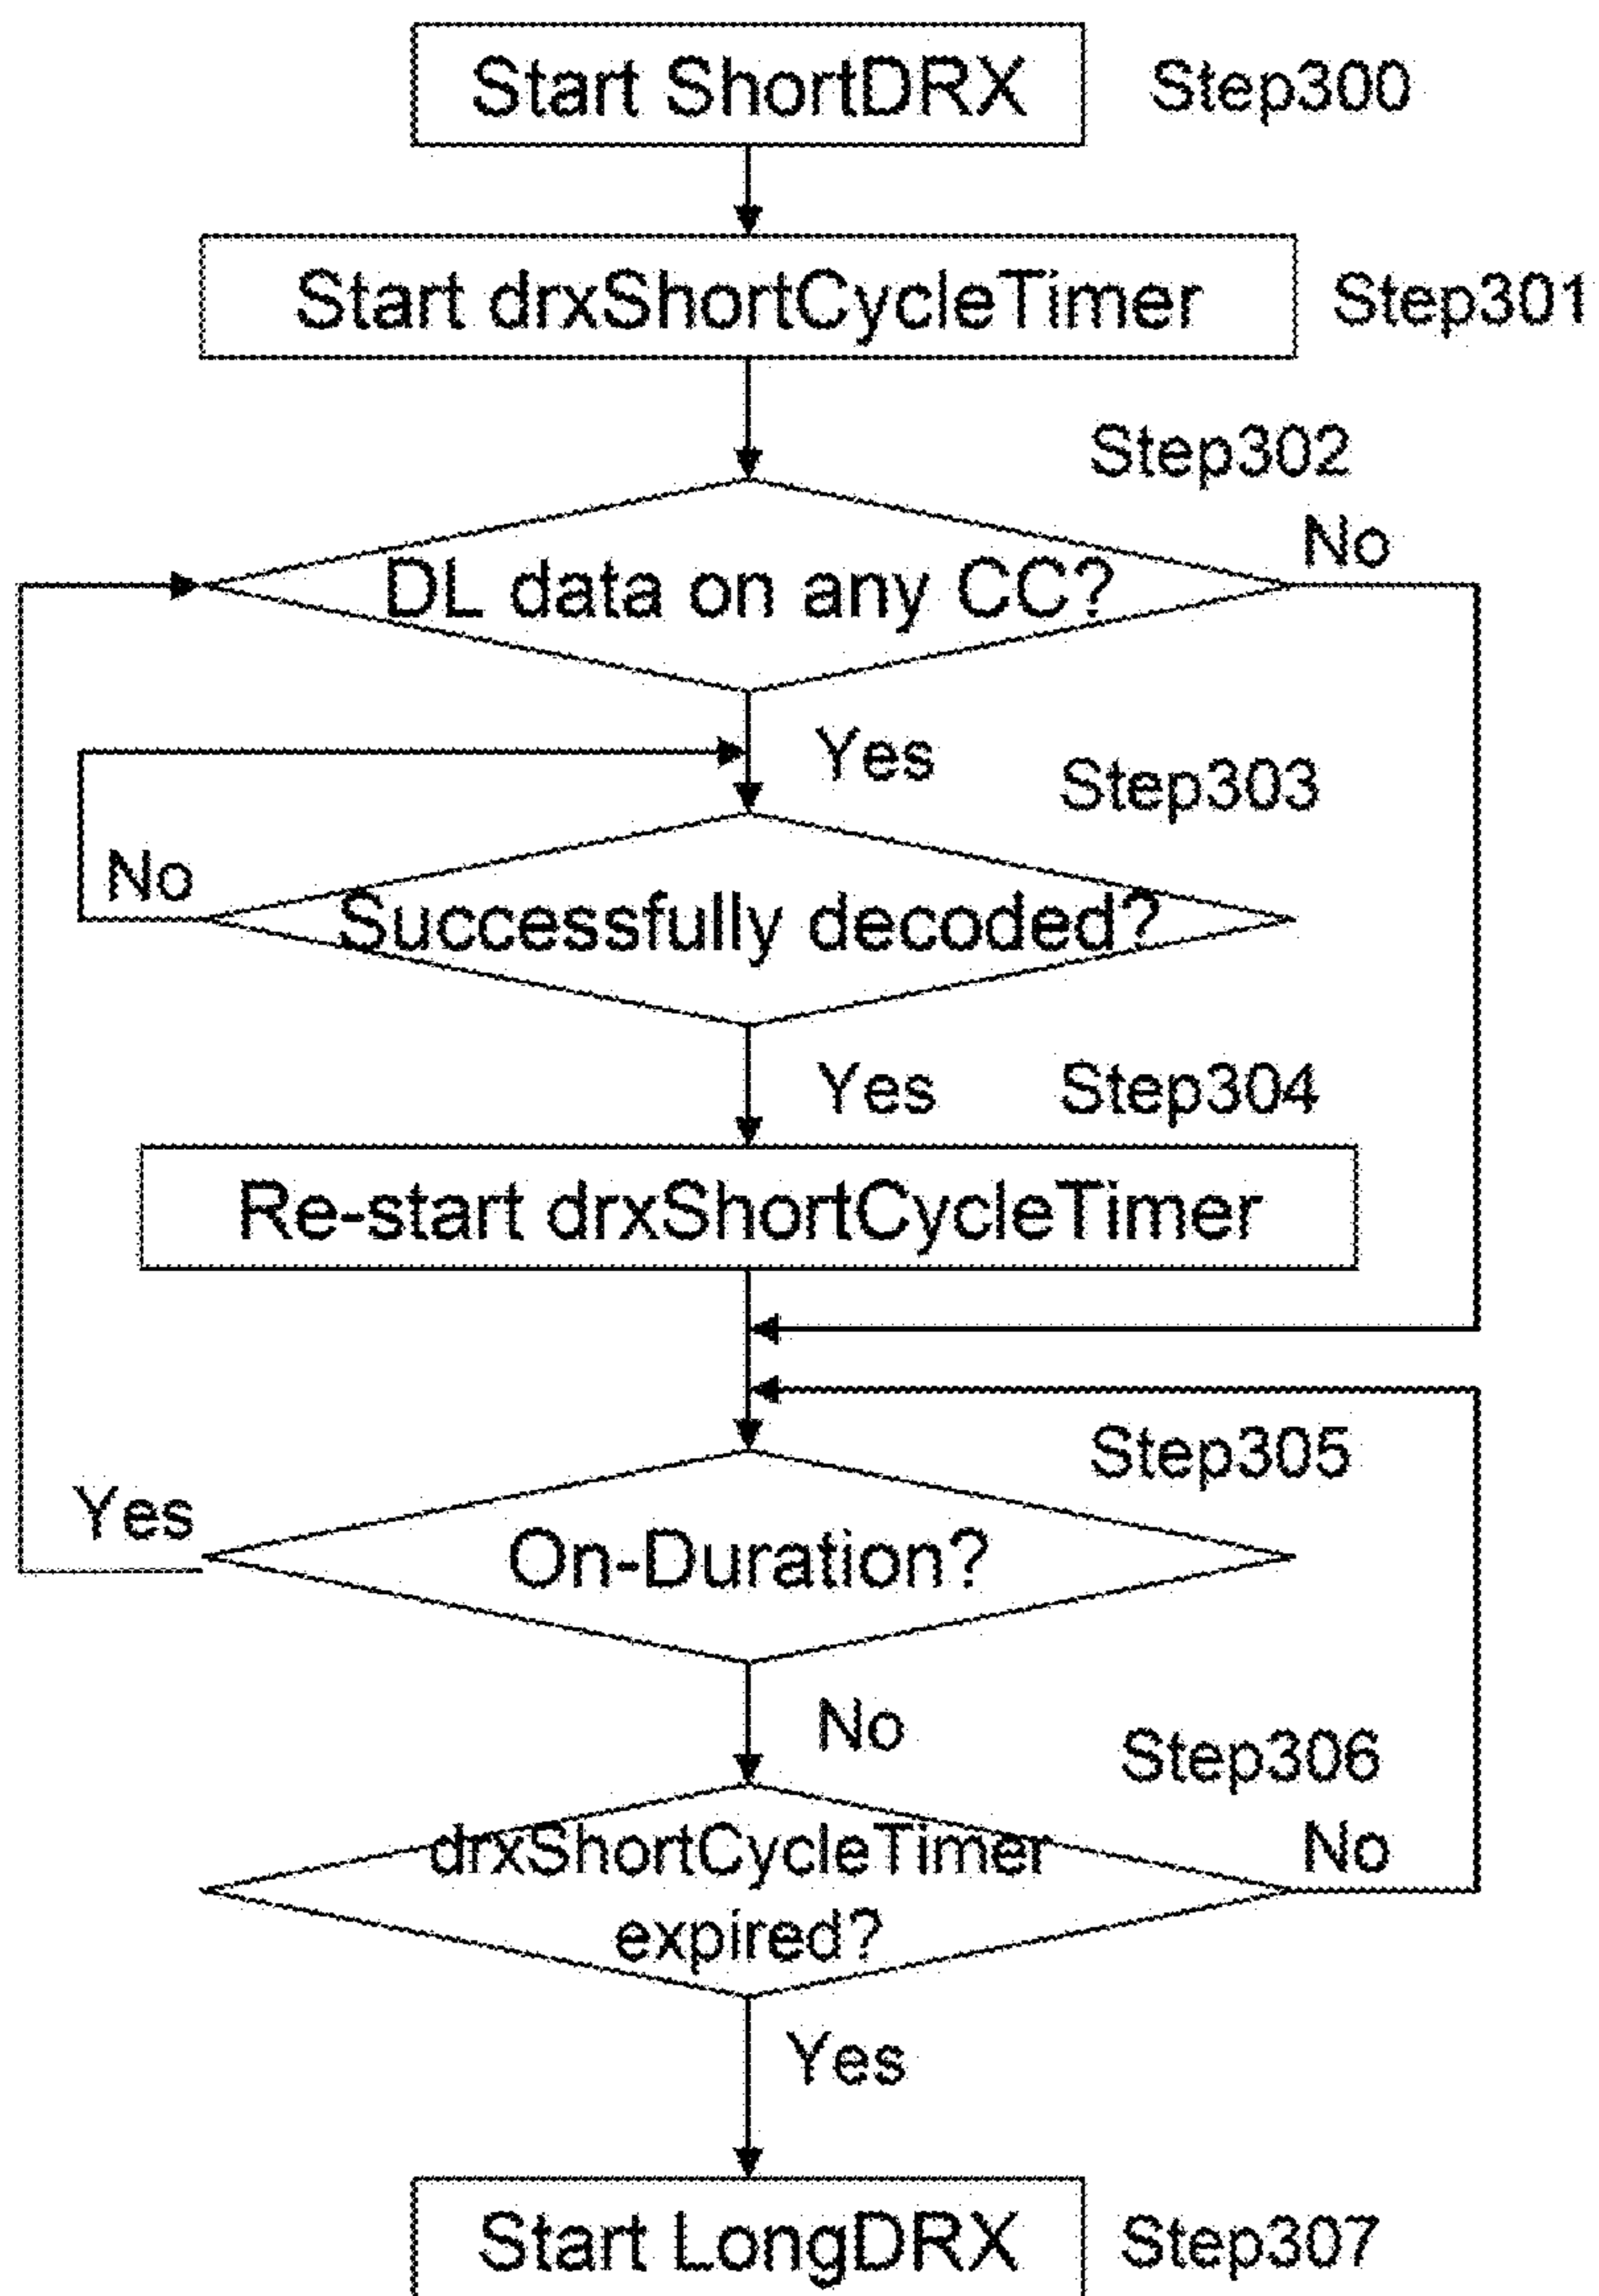 Start ShortDRX Step300
Start drxShortCycleTimer Step301
Step302
No
DL data on any CC?
Yes
Step303
No
Successfully decoded?
Yes Step304
Re-start drxShortCycleTimer
Step305
Yes
On-Duration?
No
Step306
drxShortCycleTimer No
expired?
Yes
Start LongDRX Step307